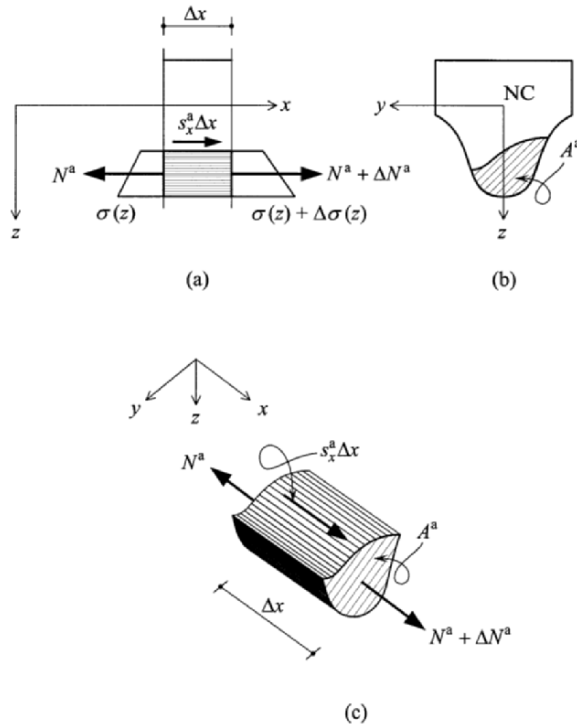 Δx
x
s_x^a Δx
N^a
N^a + ΔN^a
σ(z)
σ(z) + Δσ(z)
z
(a)
NC
y
A^a
z
(b)
y
z
x
s_x^a Δx
N^a
A^a
Δx
N^a + ΔN^a
(c)